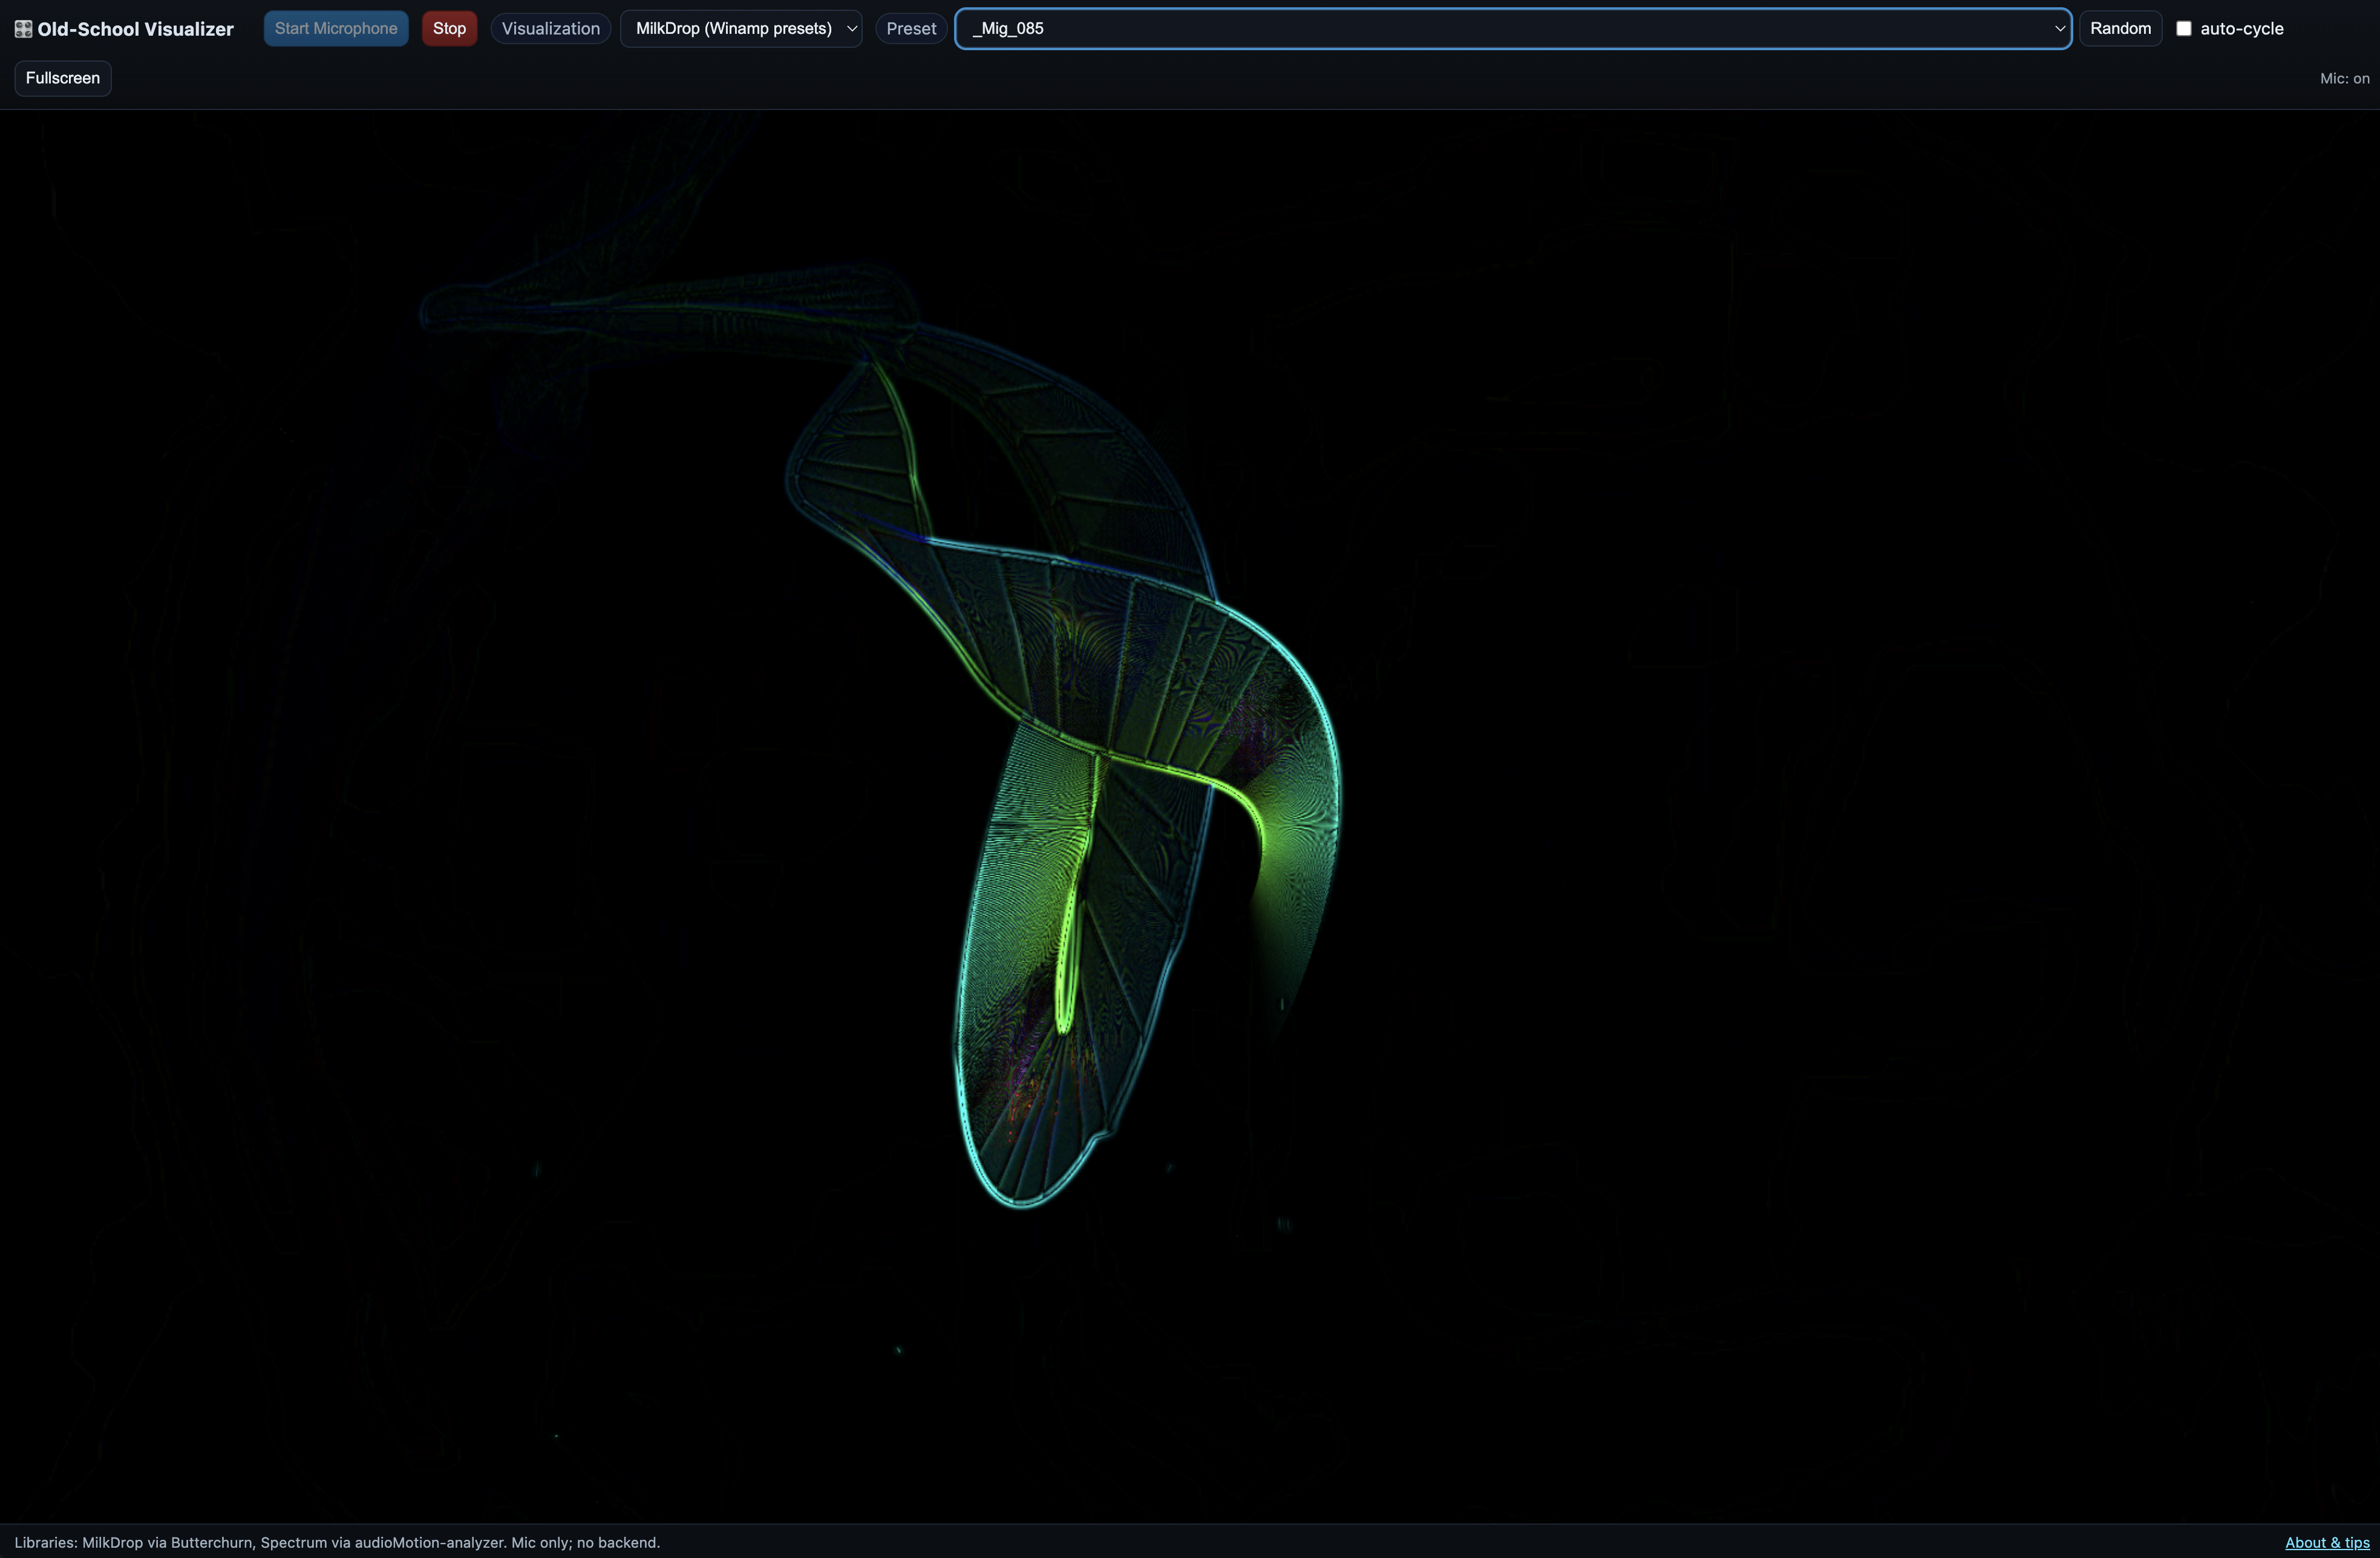 Old-School Visualizer Start Microphone Stop Visualization MilkDrop (Winamp presets) Preset _Mig_085 Random auto-cycle
Fullscreen Mic: on
Libraries: MilkDrop via Butterchurn, Spectrum via audioMotion-analyzer. Mic only; no backend. About & tips